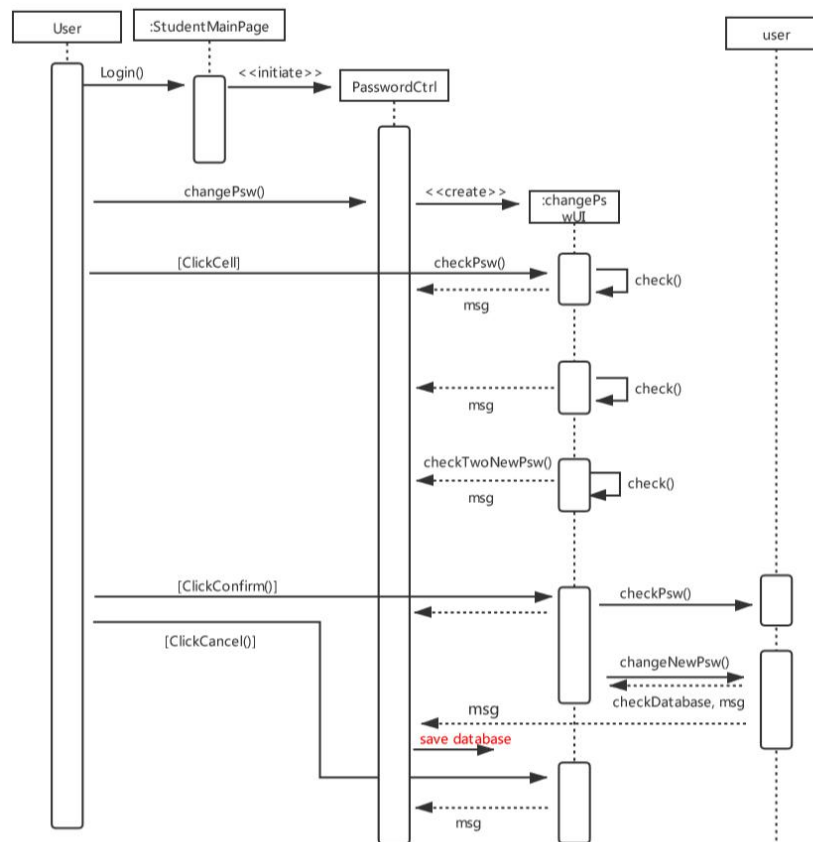 User
:StudentMainPage
user
Login()
<<initiate>>
PasswordCtrl
changePsw()
<<create>>
:changePs
wUI
[ClickCell]
checkPsw()
check()
msg
check()
msg
checkTwoNewPsw()
check()
msg
[ClickConfirm()]
checkPsw()
[ClickCancel()]
changeNewPsw()
checkDatabase, msg
msg
save database
msg